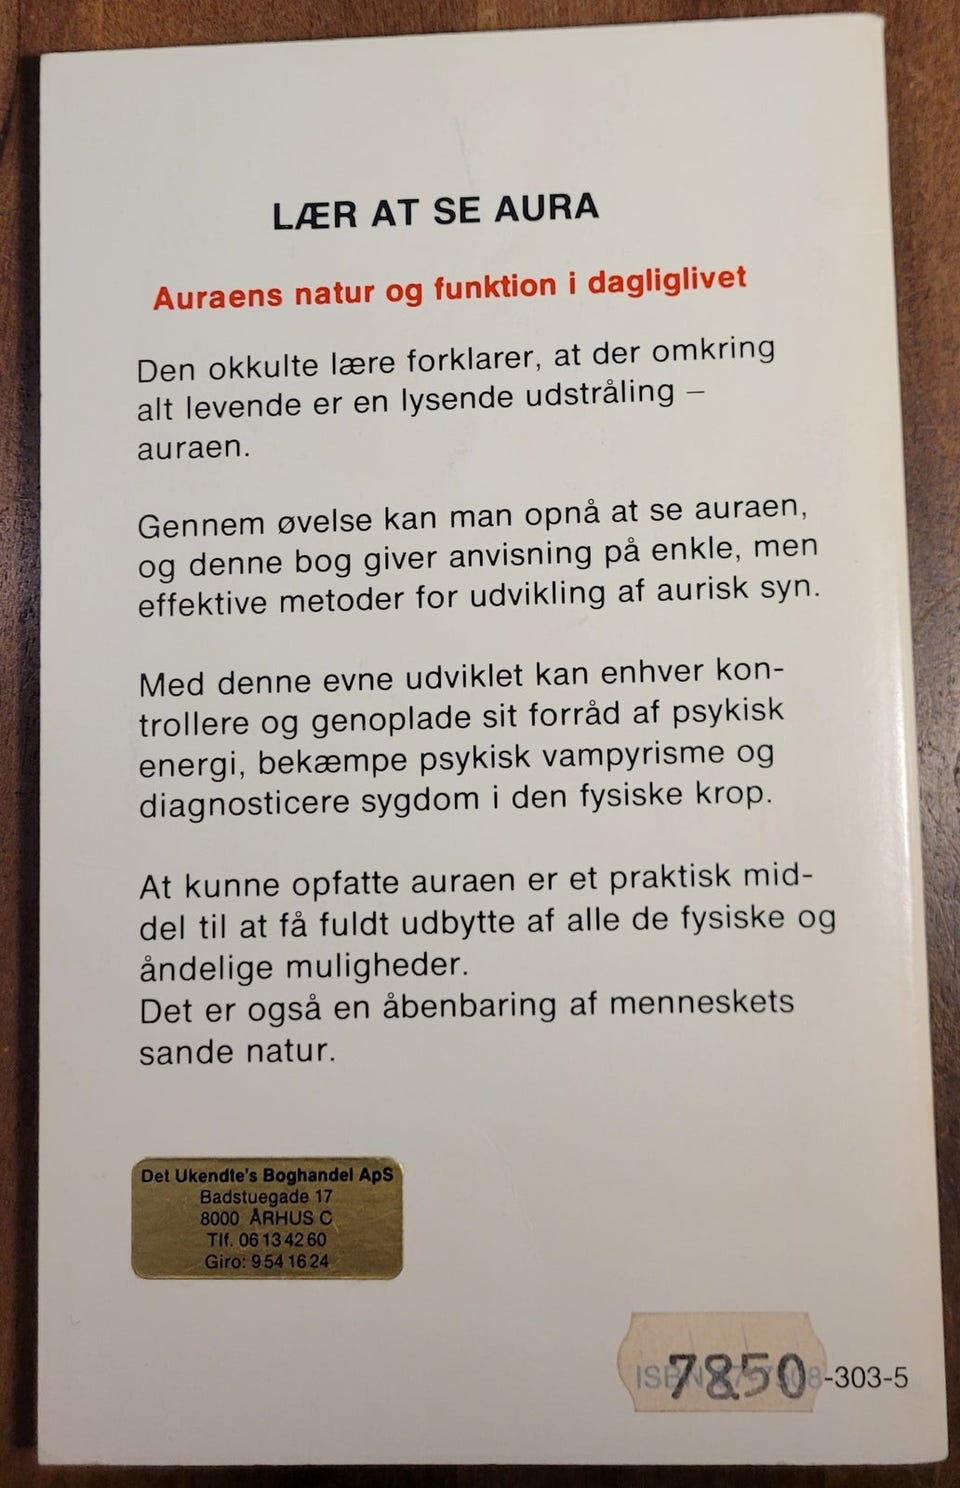 LÆR AT SE AURA
Auraens natur og funktion i dagliglivet
Den okkulte lære forklarer, at der omkring
alt levende er en lysende udstråling –
auraen.
Gennem øvelse kan man opnå at se auraen,
og denne bog giver anvisning på enkle, men
effektive metoder for udvikling af aurisk syn.
Med denne evne udviklet kan enhver kon-
trollere og genoplade sit forråd af psykisk
energi, bekæmpe psykisk vampyrisme og
diagnosticere sygdom i den fysiske krop.
At kunne opfatte auraen er et praktisk mid-
del til at få fuldt udbytte af alle de fysiske og
åndelige muligheder.
Det er også en åbenbaring af menneskets
sande natur.
Det Ukendte's Boghandel ApS
Badstuegade 17
8000 ÅRHUS C
Tlf. 06 13 42 60
Giro: 9 54 16 24
7850
ISBN -303-5